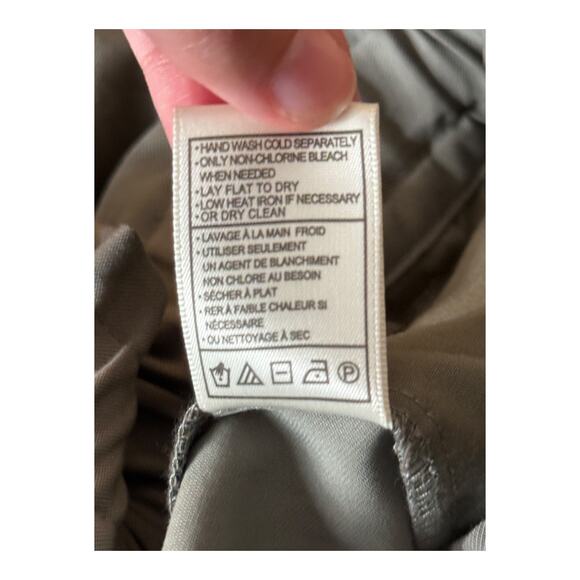 •HAND WASH COLD SEPARATELY
•ONLY NON-CHLORINE BLEACH
WHEN NEEDED
•LAY FLAT TO DRY
•LOW HEAT IRON IF NECESSARY
•OR DRY CLEAN
•LAVAGE À LA MAIN FROID
•UTILISER SEULEMENT
UN AGENT DE BLANCHIMENT
NON CHLORE AU BESOIN
•SÉCHER À PLAT
•RER À FAIBLE CHALEUR SI
NÉCESSAIRE
•OU NETTOYAGE À SEC
P